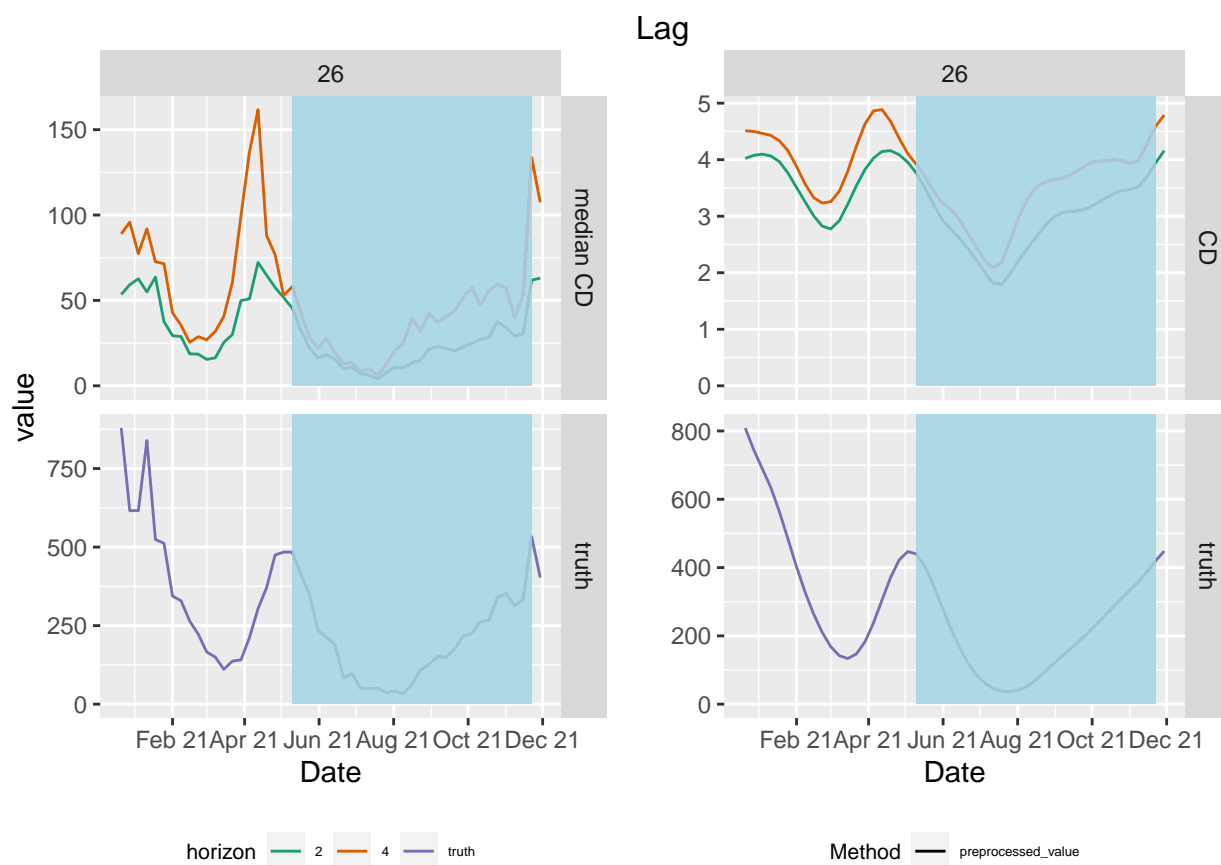 Lag
26 26
150
100
50
0
median CD
5
4
3
2
1
0
CD
value
750
500
250
0
truth
800
600
400
200
0
truth
Feb 21 Apr 21 Jun 21 Aug 21 Oct 21 Dec 21
Feb 21 Apr 21 Jun 21 Aug 21 Oct 21 Dec 21
Date Date
horizon 2 4 truth
Method preprocessed_value